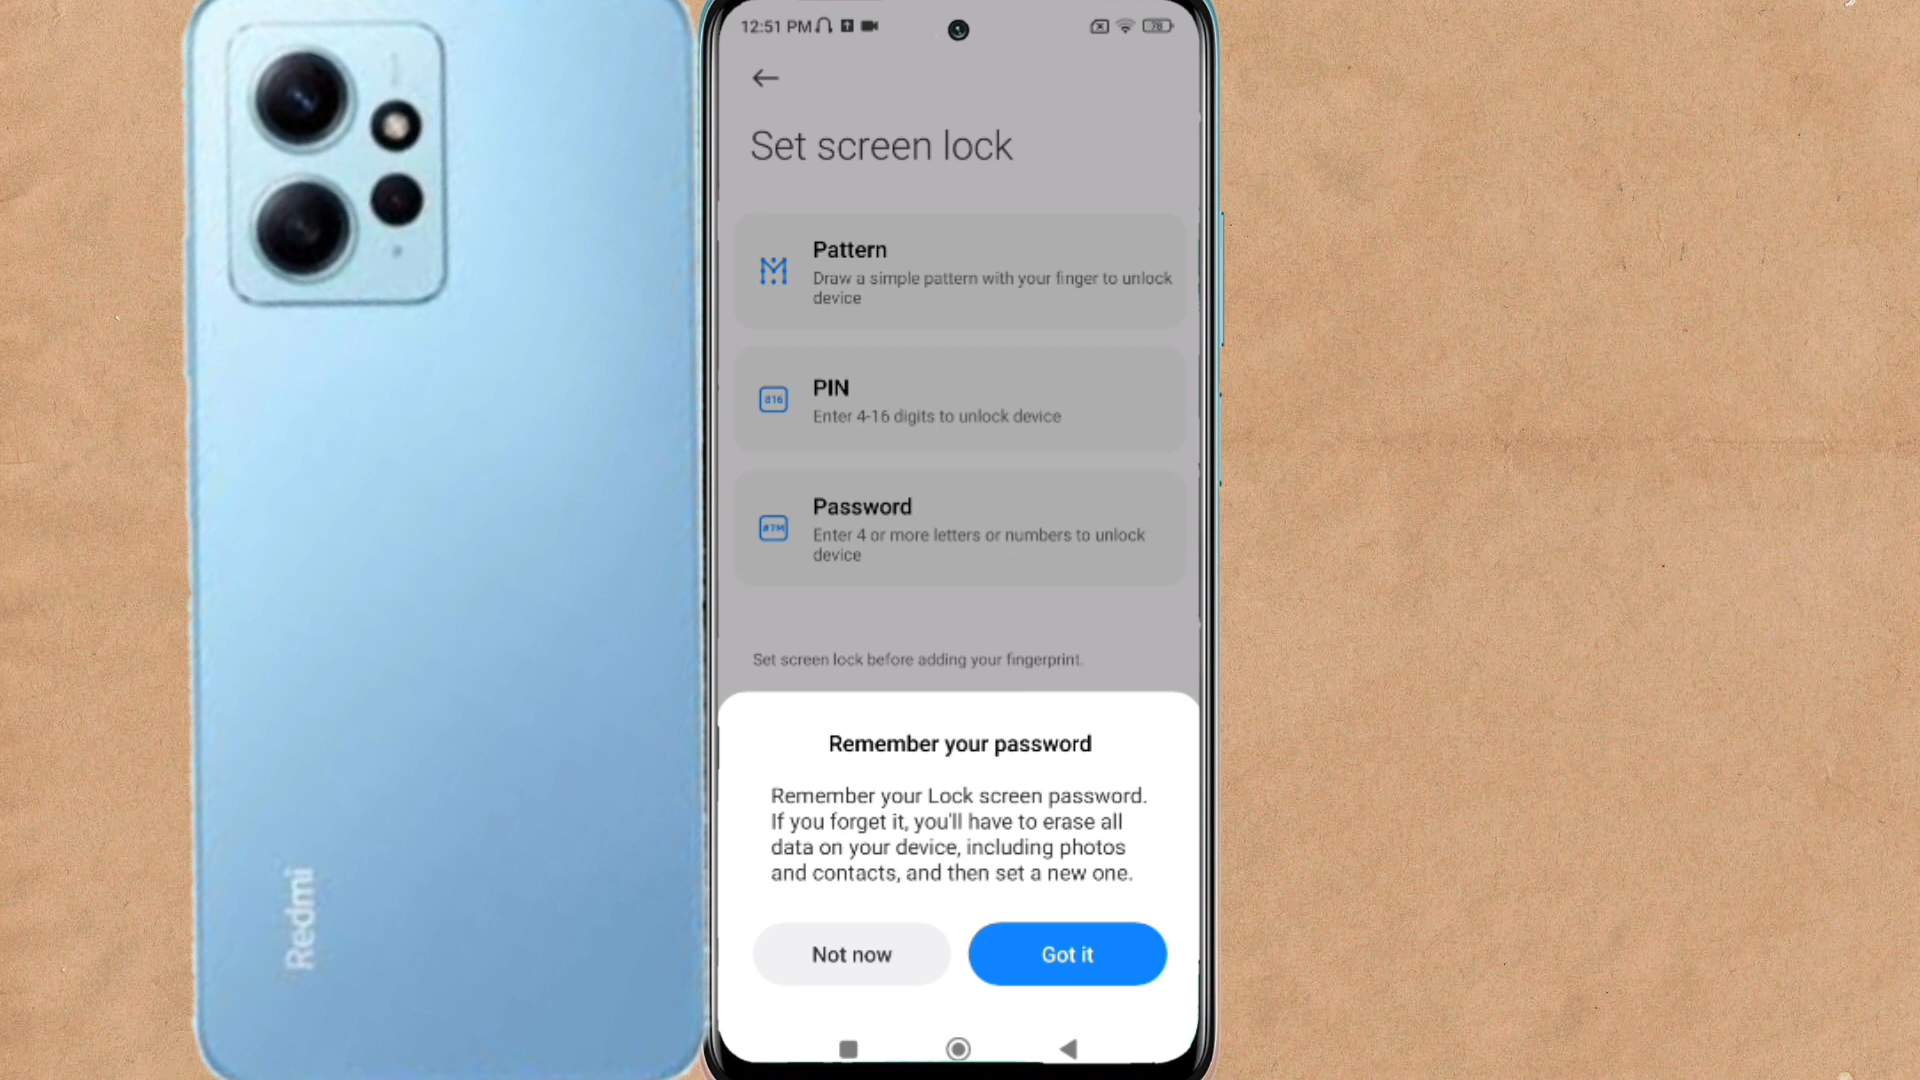 12:51 PM
78
Set screen lock
Pattern
Draw a simple pattern with your finger to unlock
device
816
PIN
Enter 4-16 digits to unlock device
#7M
Password
Enter 4 or more letters or numbers to unlock
device
Set screen lock before adding your fingerprint.
Remember your password
Remember your Lock screen password.
If you forget it, you'll have to erase all
data on your device, including photos
and contacts, and then set a new one.
Not now
Got it
Redmi